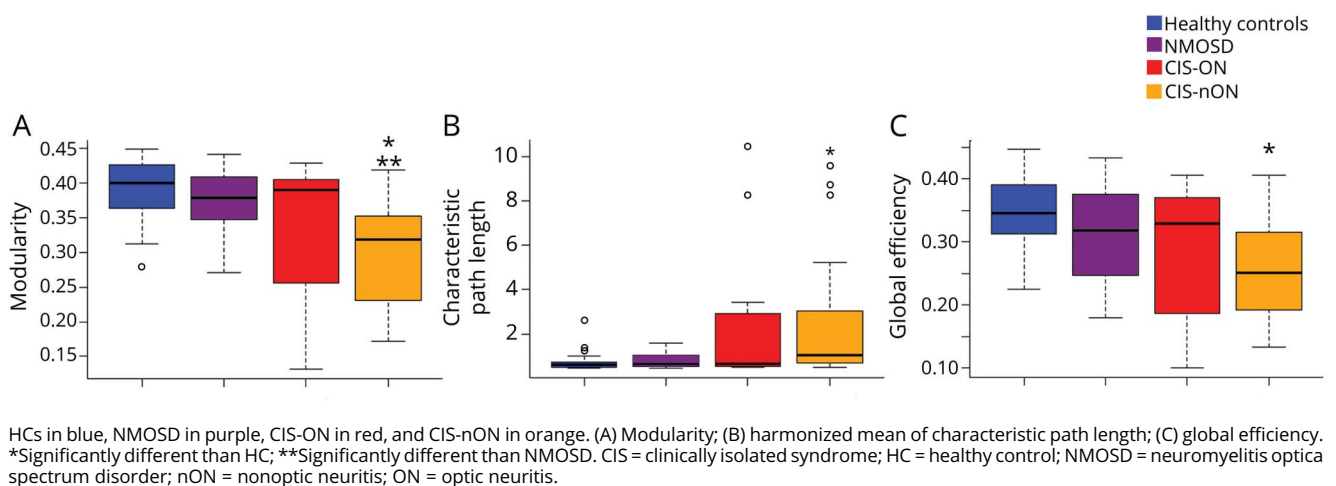 Healthy controls
NMOSD
CIS-ON
CIS-nON
A
Modularity
0.45
0.40
0.35
0.30
0.25
0.20
0.15
*
**
B
Characteristic
path length
10
8
6
4
2
*
C
Global efficiency
0.40
0.30
0.20
0.10
*
HCs in blue, NMOSD in purple, CIS-ON in red, and CIS-nON in orange. (A) Modularity; (B) harmonized mean of characteristic path length; (C) global efficiency.
*Significantly different than HC; **Significantly different than NMOSD. CIS = clinically isolated syndrome; HC = healthy control; NMOSD = neuromyelitis optica
spectrum disorder; nON = nonoptic neuritis; ON = optic neuritis.